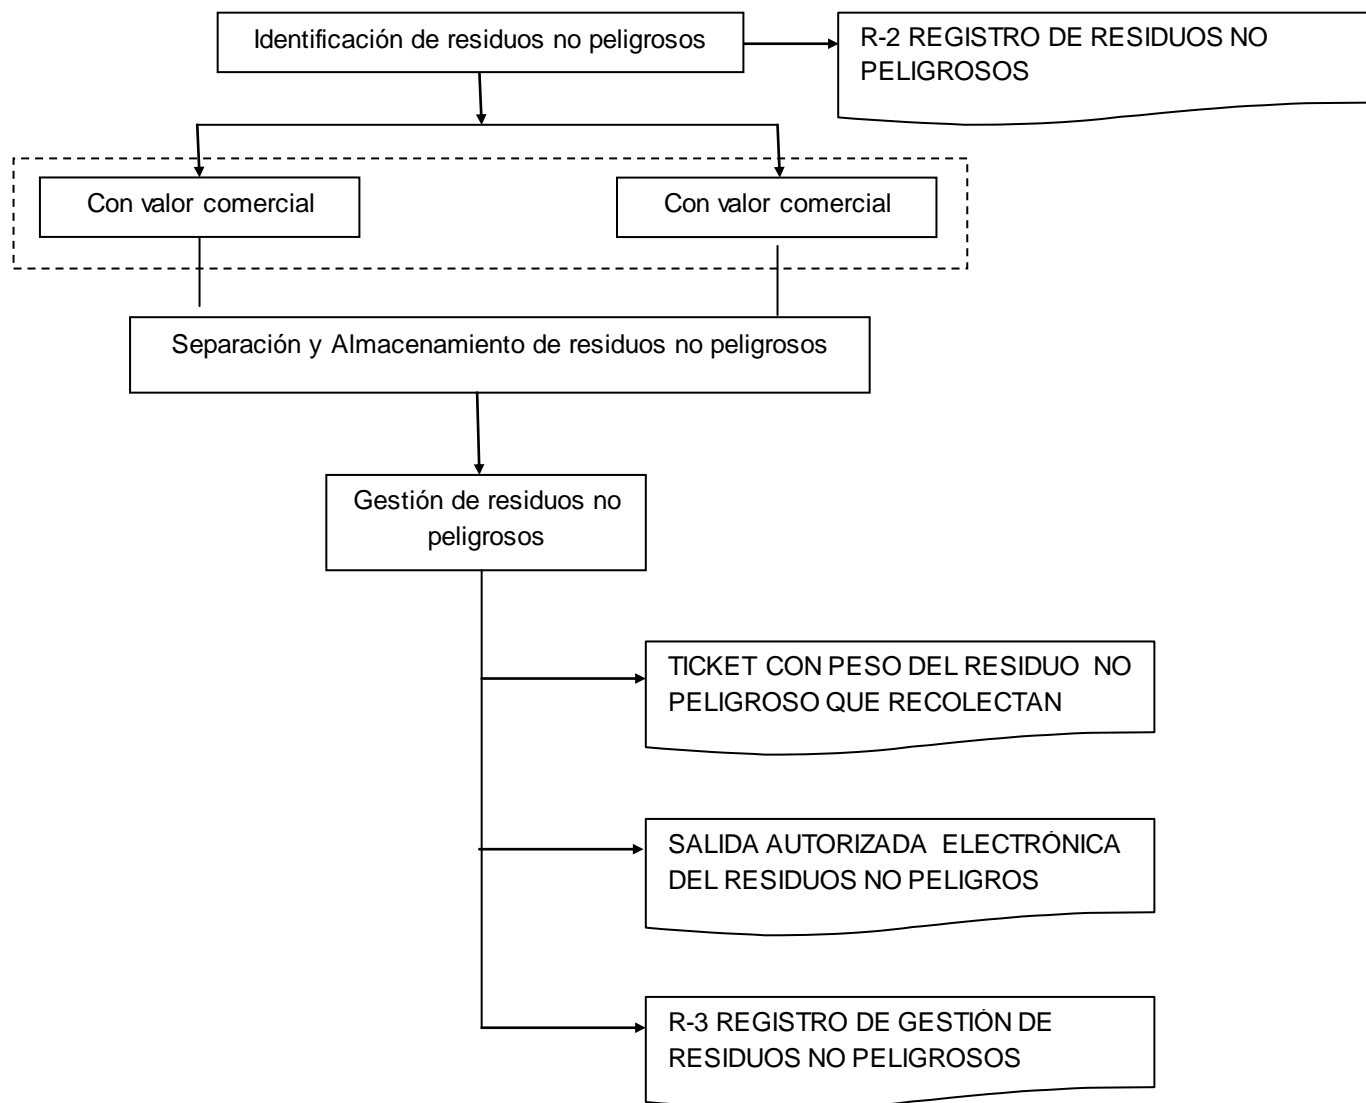 Identificación de residuos no peligrosos
R-2 REGISTRO DE RESIDUOS NO
PELIGROSOS
Con valor comercial
Con valor comercial
Separación y Almacenamiento de residuos no peligrosos
Gestión de residuos no
peligrosos
TICKET CON PESO DEL RESIDUO NO
PELIGROSO QUE RECOLECTAN
SALIDA AUTORIZADA ELECTRÓNICA
DEL RESIDUOS NO PELIGROS
R-3 REGISTRO DE GESTIÓN DE
RESIDUOS NO PELIGROSOS